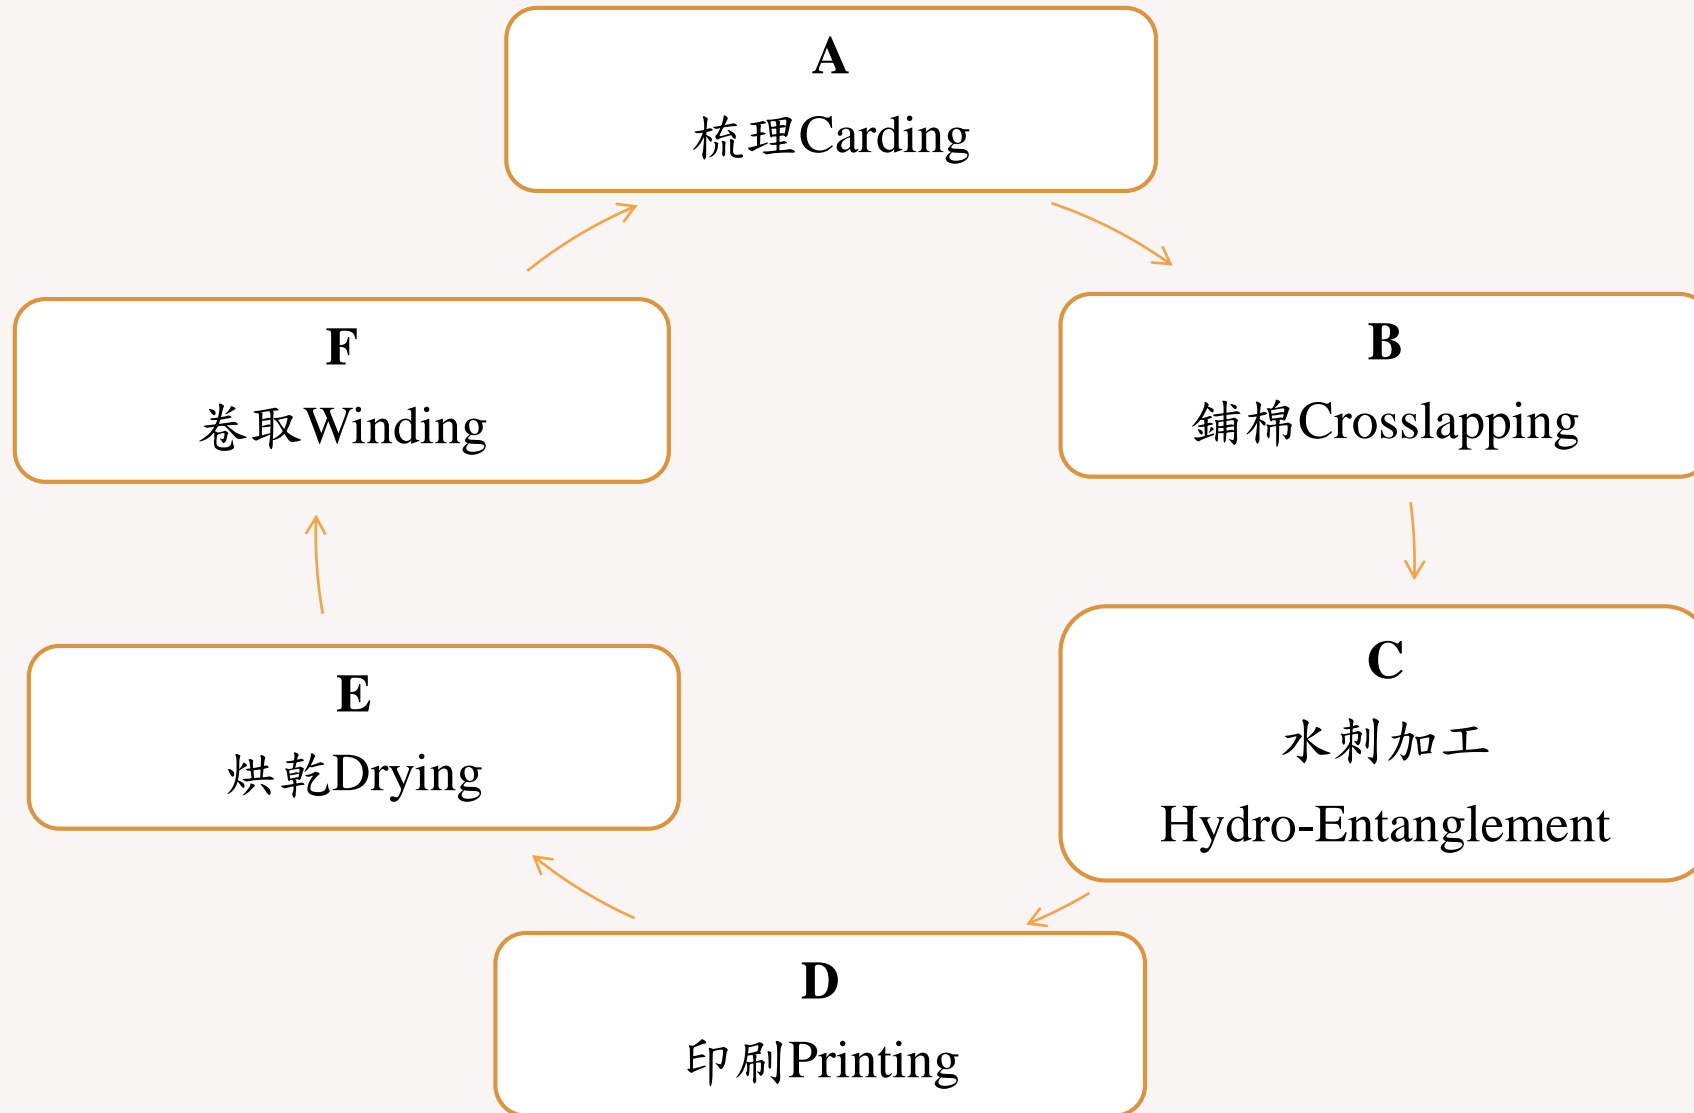 A
梳理Carding
B
鋪棉Crosslapping
C
水刺加工
Hydro-Entanglement
D
印刷Printing
E
烘乾Drying
F
卷取Winding